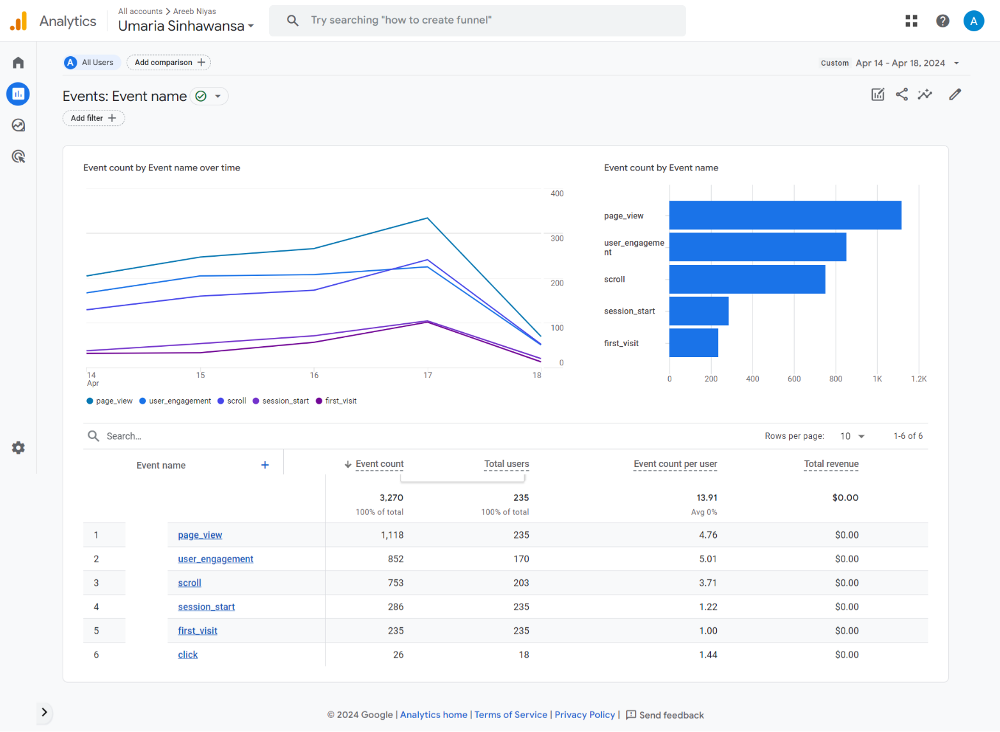 Analytics
All accounts > Areeb Niyas
Umaria Sinhawansa
Try searching "how to create funnel"
A
A All Users
Add comparison +
Custom Apr 14 - Apr 18, 2024
Events: Event name
Add filter +
Event count by Event name over time
400
300
200
100
0
14
Apr
15
16
17
18
page_view user_engagement scroll session_start first_visit
Event count by Event name
page_view
user_engageme
nt
scroll
session_start
first_visit
0 200 400 600 800 1K 1.2K
Search...
Rows per page: 10 1-6 of 6
Event name + ↓ Event count Total users Event count per user Total revenue
3,270 235 13.91 $0.00
100% of total 100% of total Avg 0%
1 page_view 1,118 235 4.76 $0.00
2 user_engagement 852 170 5.01 $0.00
3 scroll 753 203 3.71 $0.00
4 session_start 286 235 1.22 $0.00
5 first_visit 235 235 1.00 $0.00
6 click 26 18 1.44 $0.00
© 2024 Google | Analytics home | Terms of Service | Privacy Policy | Send feedback